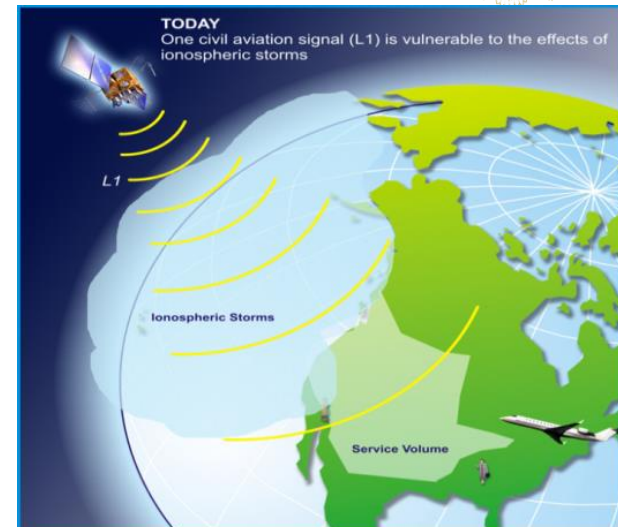 TODAY
One civil aviation signal (L1) is vulnerable to the effects of
ionospheric storms
L1
Ionospheric Storms
Service Volume